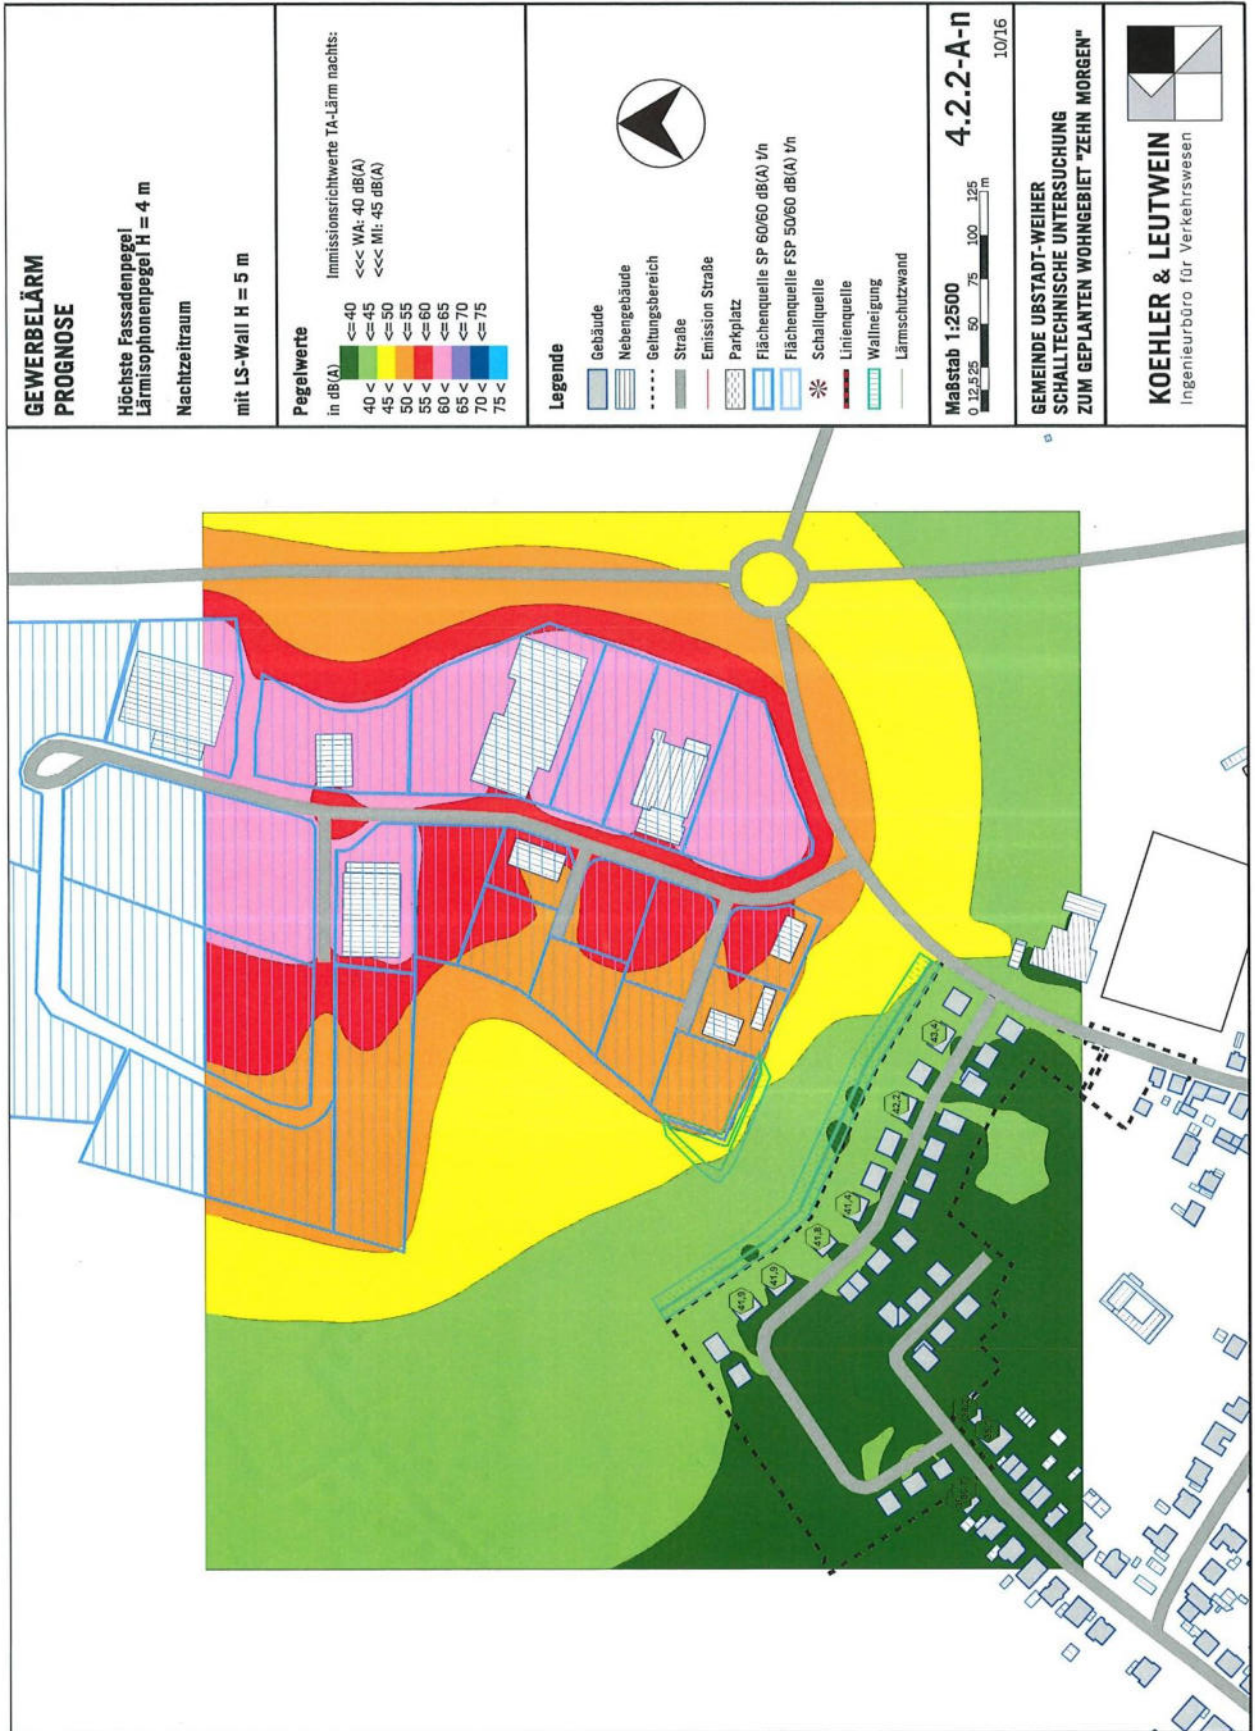 GEWERBELÄRM
PROGNOSE
Höchste Fassadenpegel
Lärmisophonenpegel H = 4 m
Nachtzeitraum
mit LS-Wall H = 5 m
Pegelwerte
in dB(A)
Immissionsrichtwerte TA-Lärm nachts:
<= 40
40 < <= 45
45 < <= 50
50 < <= 55
55 < <= 60
60 < <= 65
65 < <= 70
70 < <= 75
75 <
<<< WA: 40 dB(A)
<<< MI: 45 dB(A)
Legende
Gebäude
Nebengebäude
Geltungsbereich
Straße
Emission Straße
Parkplatz
Flächenquelle SP 60/60 dB(A) t/n
Flächenquelle FSP 50/60 dB(A) t/n
Schallquelle
Linienquelle
Wallneigung
Lärmschutzwand
Maßstab 1:2500
0 12,525 50 75 100 125
m
4.2.2-A-n
10/16
GEMEINDE UBSTADT-WEIHER
SCHALLTECHNISCHE UNTERSUCHUNG
ZUM GEPLANTEN WOHNGEBIET "ZEHN MORGEN"
KOEHLER & LEUTWEIN
Ingenieurbüro für Verkehrswesen
41,9
41,9
41,8
41,4
42,2
43,4